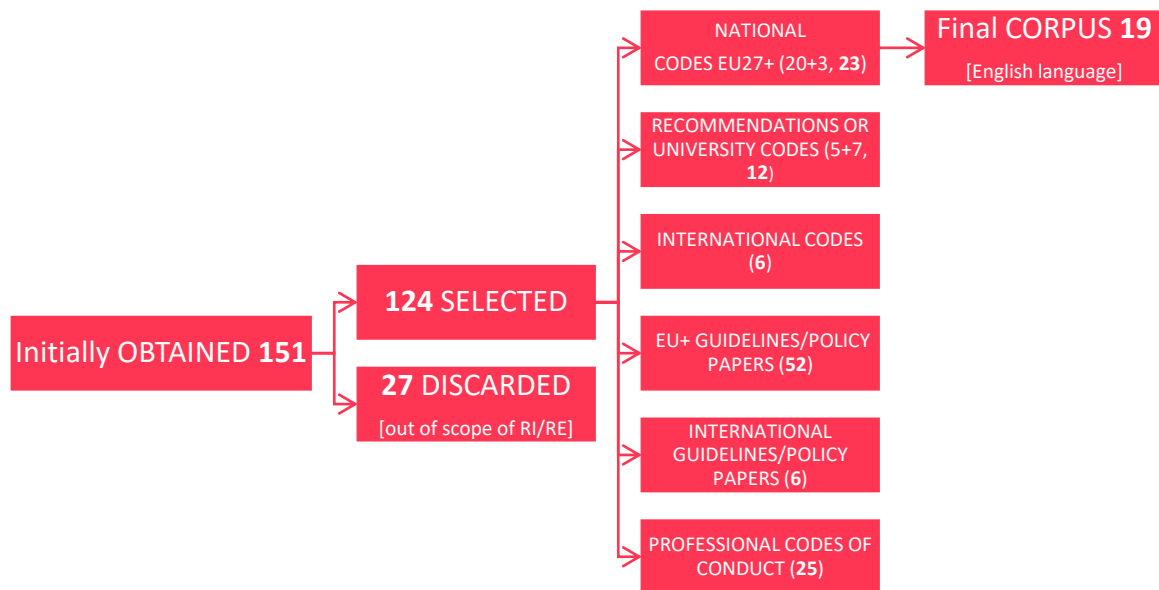 Initially OBTAINED 151
124 SELECTED
27 DISCARDED
[out of scope of RI/RE]
NATIONAL
CODES EU27+ (20+3, 23)
RECOMMENDATIONS OR
UNIVERSITY CODES (5+7,
12)
INTERNATIONAL CODES
(6)
EU+ GUIDELINES/POLICY
PAPERS (52)
INTERNATIONAL
GUIDELINES/POLICY
PAPERS (6)
PROFESSIONAL CODES OF
CONDUCT (25)
Final CORPUS 19
[English language]